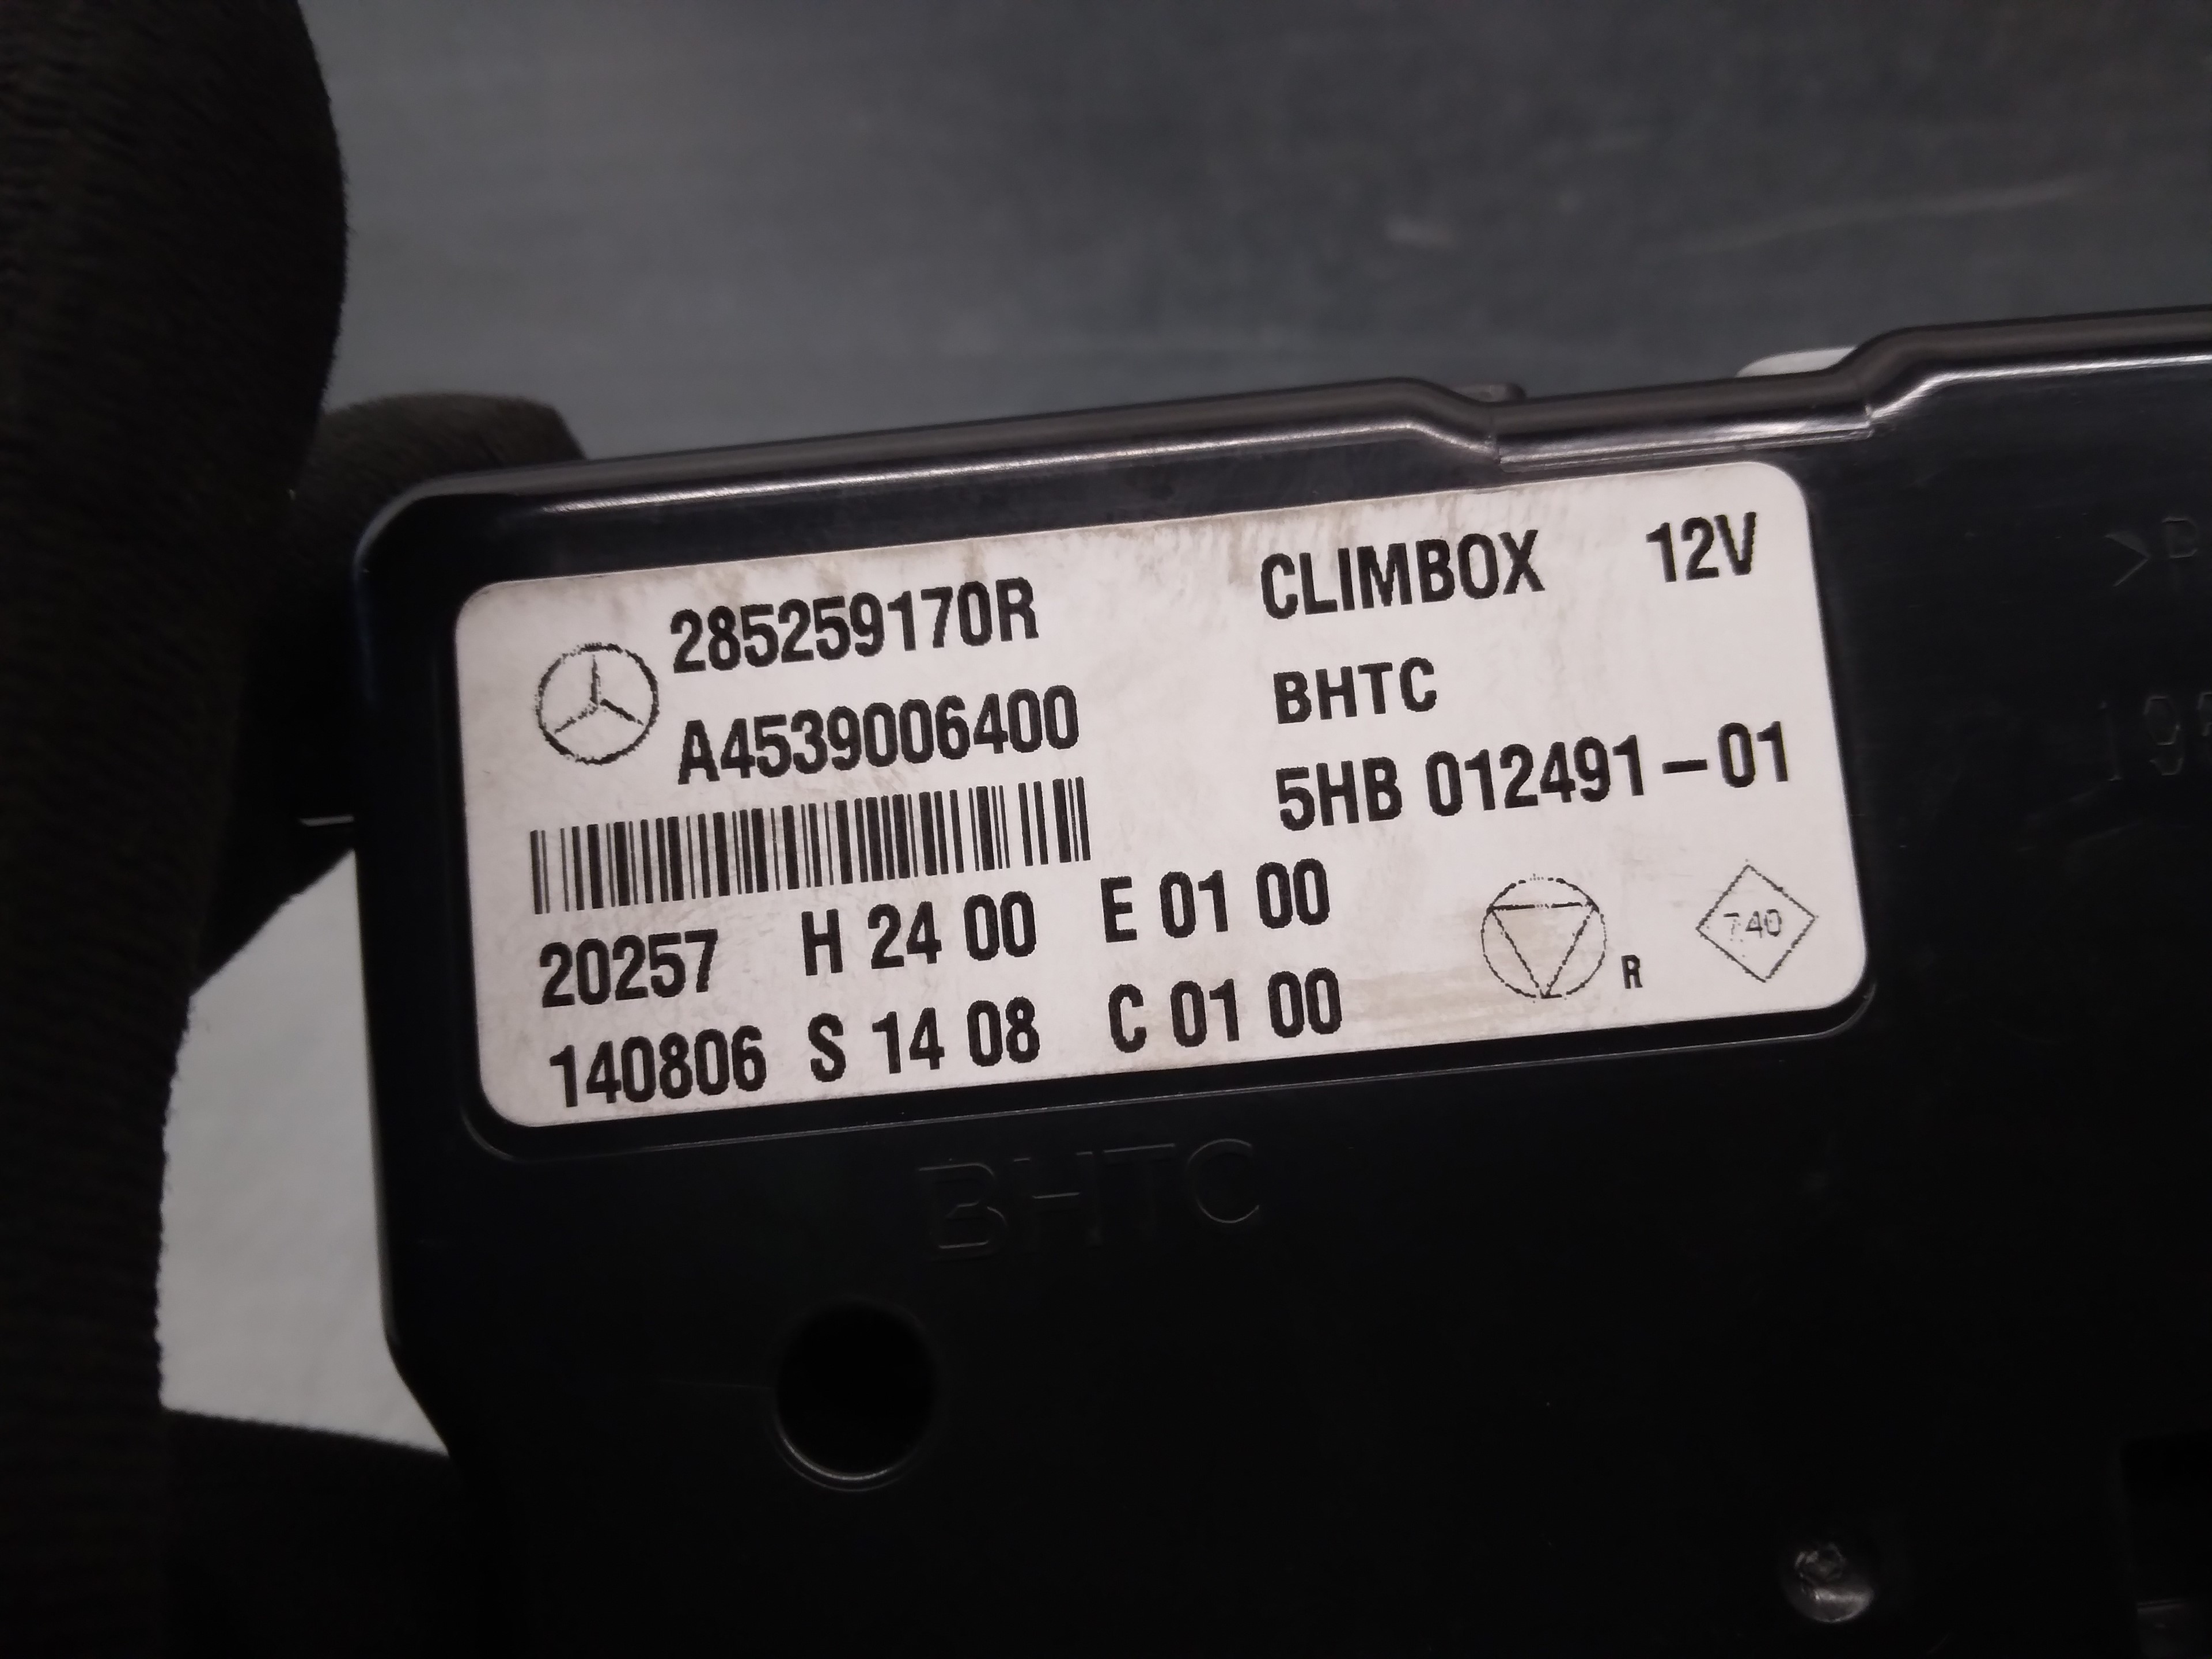 285259170R
CLIMBOX 12V
A4539006400
BHTC
5HB 012491-01
20257 H 24 00 E 01 00
140806 S 14 08 C 01 00
R
740
BHTC